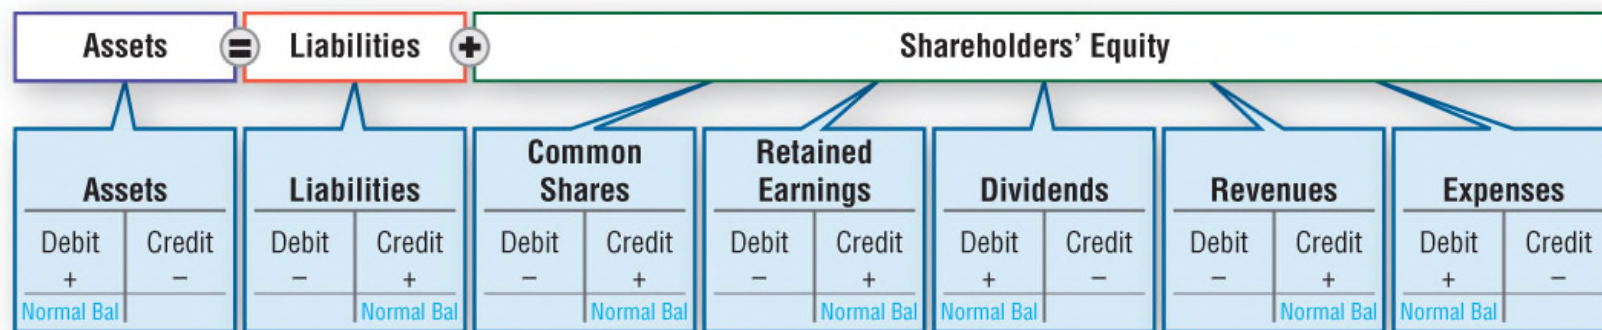 Assets = Liabilities + Shareholders' Equity
Assets
Debit Credit
+ −
Normal Bal
Liabilities
Debit Credit
− +
Normal Bal
Common
Shares
Debit Credit
− +
Normal Bal
Retained
Earnings
Debit Credit
− +
Normal Bal
Dividends
Debit Credit
+ −
Normal Bal
Revenues
Debit Credit
− +
Normal Bal
Expenses
Debit Credit
+ −
Normal Bal